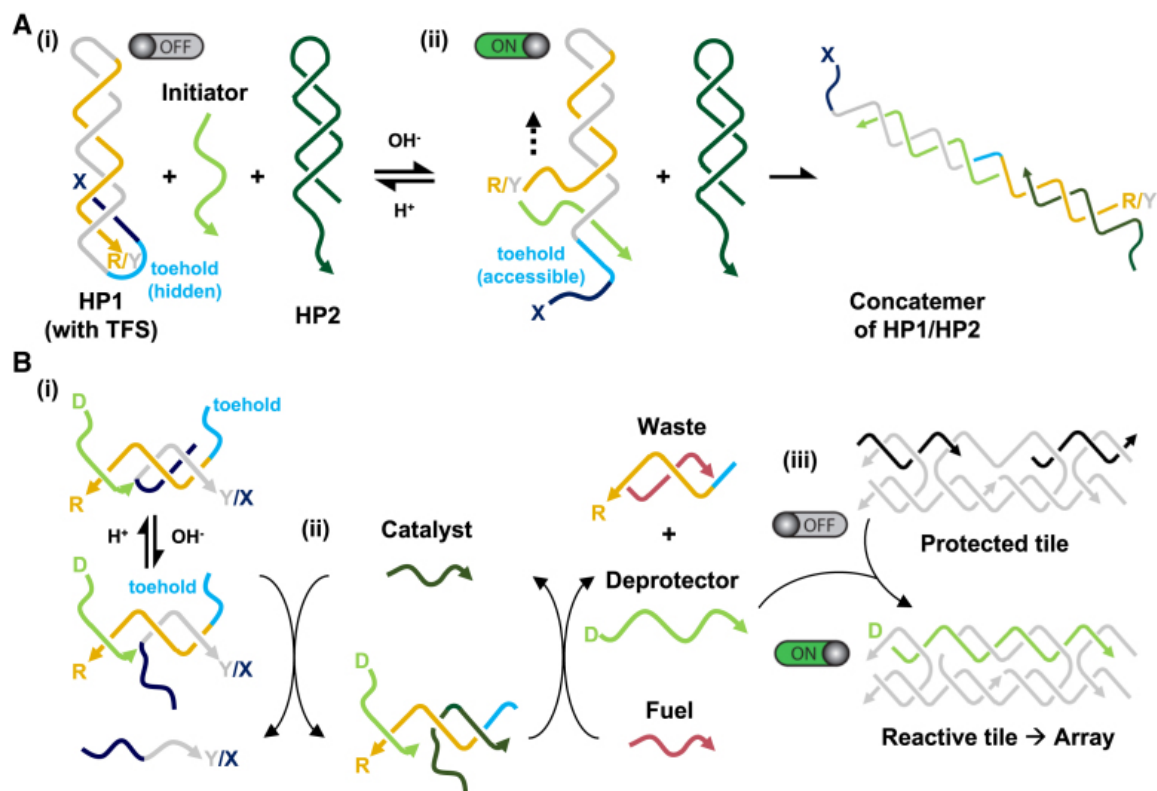 A
(i)
OFF
Initiator
X
+
+
R/Y
toehold
(hidden)
HP1
(with TFS)
HP2
OH-
H+
(ii)
ON
R/Y
toehold
(accessible)
X
+
X
R/Y
Concatemer
of HP1/HP2
B
(i)
D
toehold
R
Y/X
H+
OH-
D
toehold
R
Y/X
Y/X
(ii)
Catalyst
D
R
Waste
R
+
Deprotector
D
Fuel
(iii)
OFF
Protected tile
D
ON
Reactive tile → Array